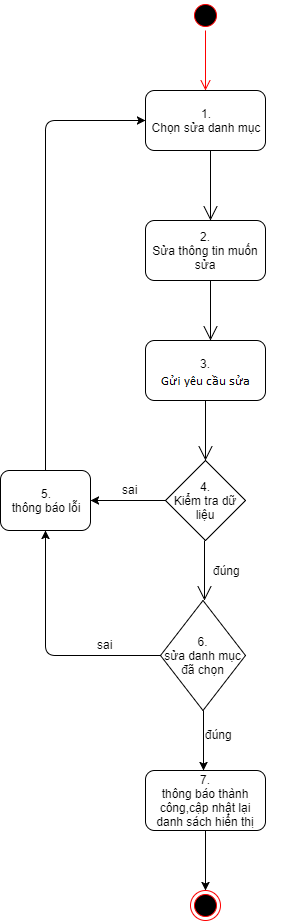 1.
Chọn sửa danh mục
2.
Sửa thông tin muốn
sửa
3.
Gửi yêu cầu sửa
4.
Kiểm tra dữ
liệu
sai
5.
thông báo lỗi
đúng
6.
sửa danh mục
đã chọn
sai
đúng
7.
thông báo thành
công,cập nhật lại
danh sách hiển thị